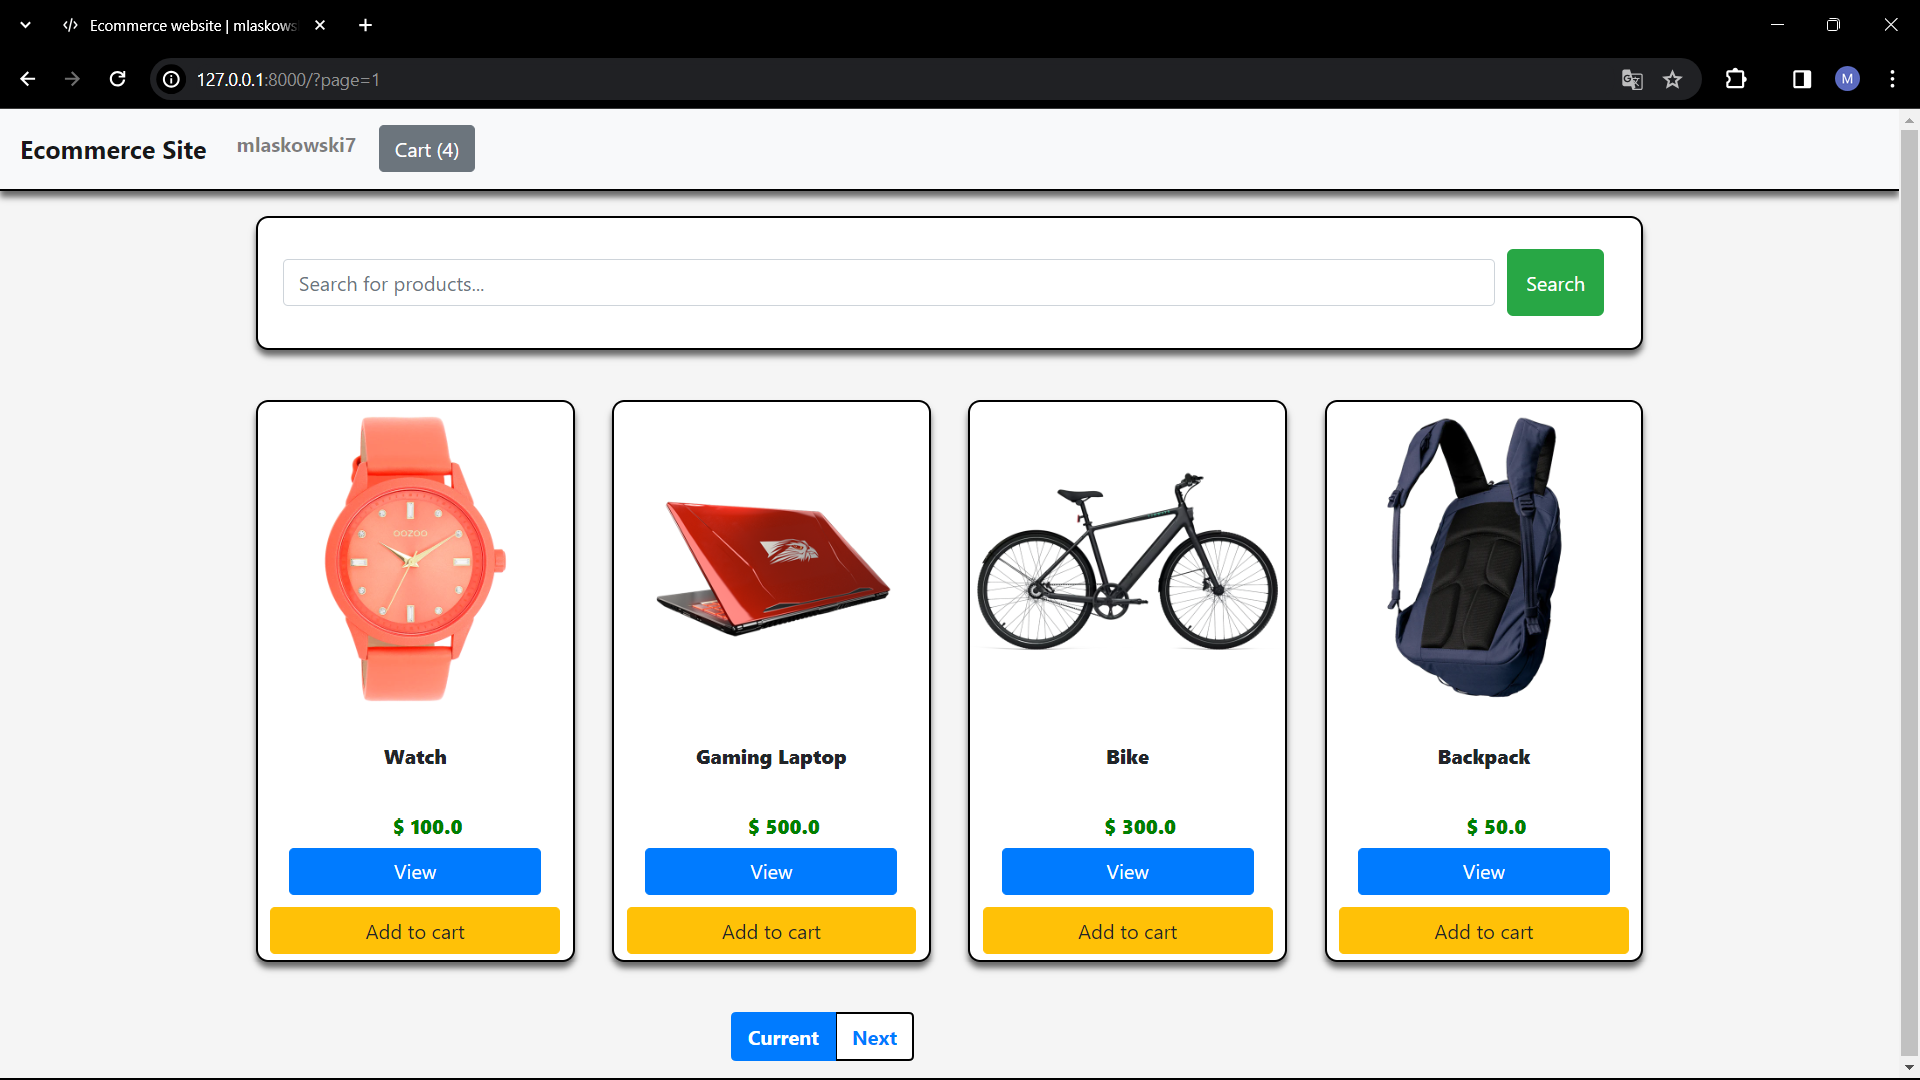 Ecommerce website | mlaskows
127.0.0.1:8000/?page=1
M
Ecommerce Site
mlaskowski7
Cart (4)
Search for products...
Search
OOZOO
Watch
Gaming Laptop
Bike
Backpack
$ 100.0
$ 500.0
$ 300.0
$ 50.0
View
View
View
View
Add to cart
Add to cart
Add to cart
Add to cart
Current
Next